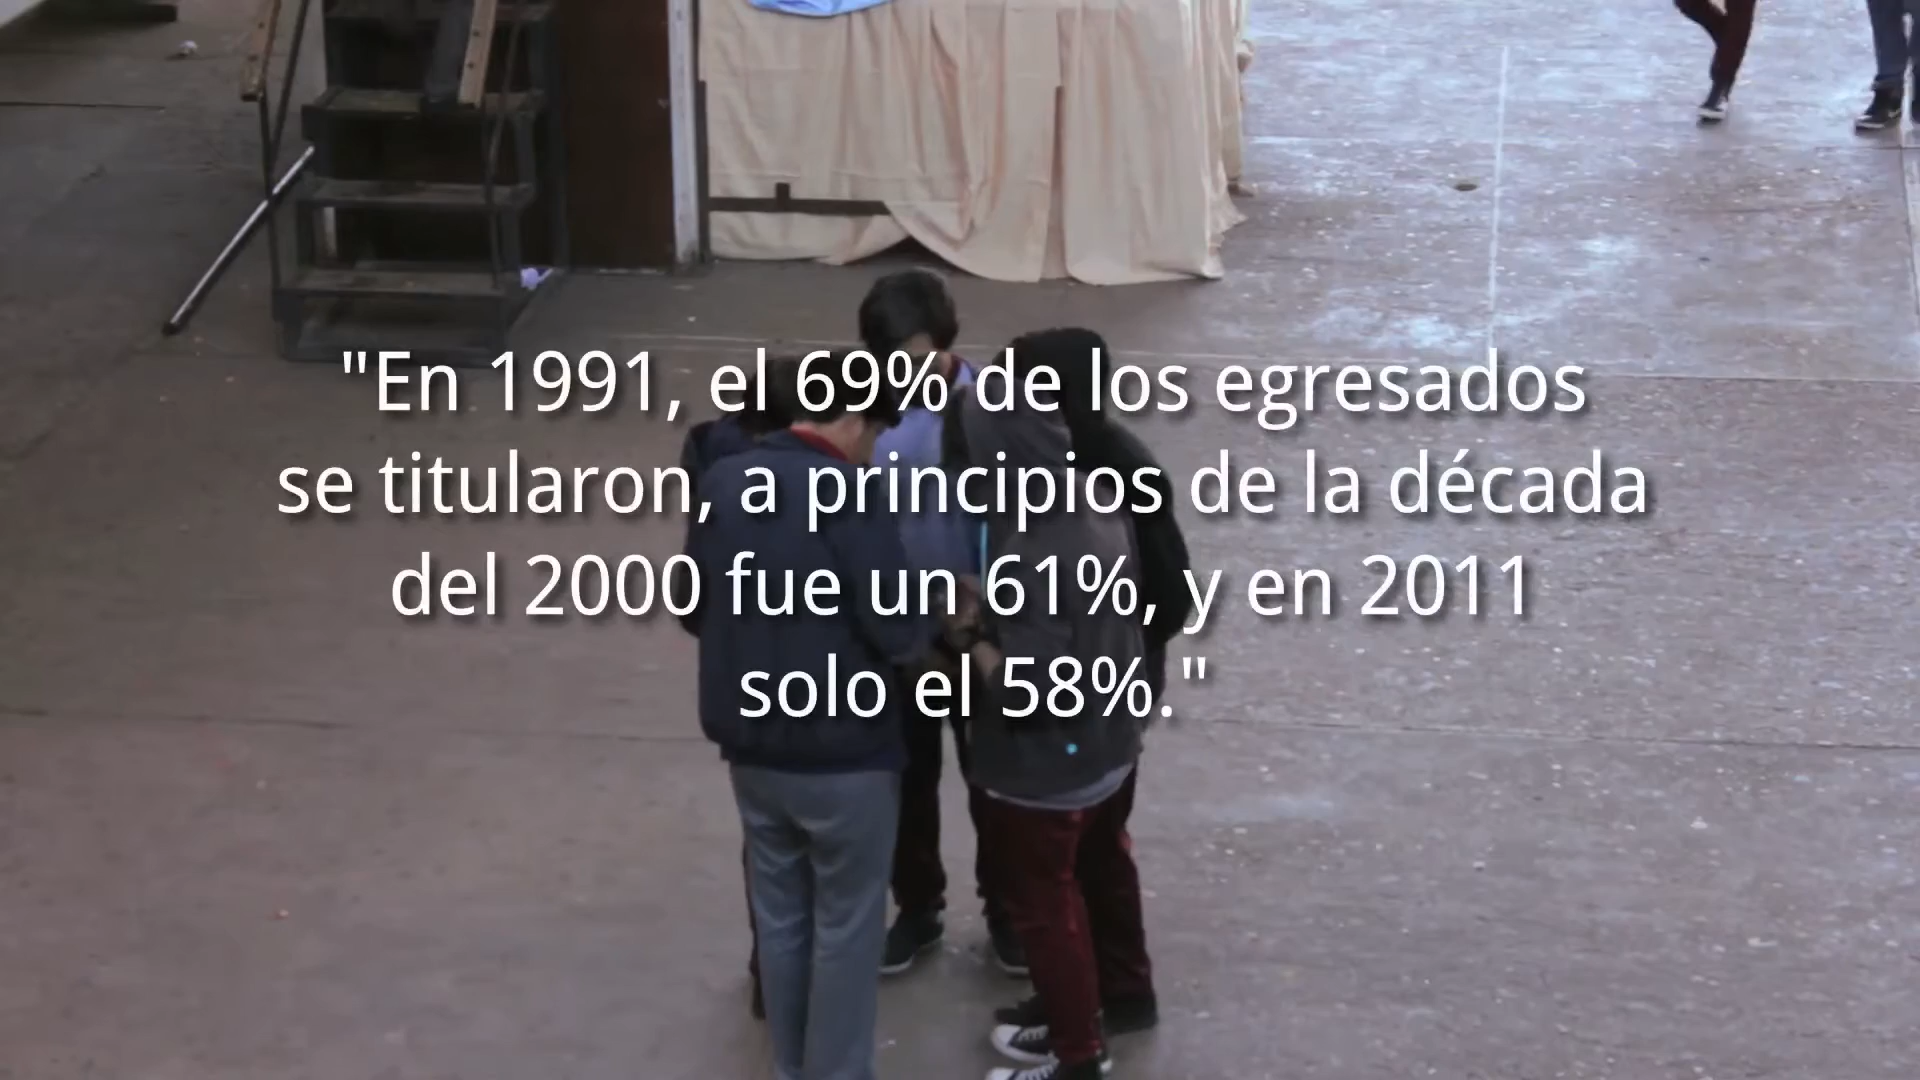 "En 1991, el 69% de los egresados
se titularon, a principios de la década
del 2000 fue un 61%, y en 2011
solo el 58%."